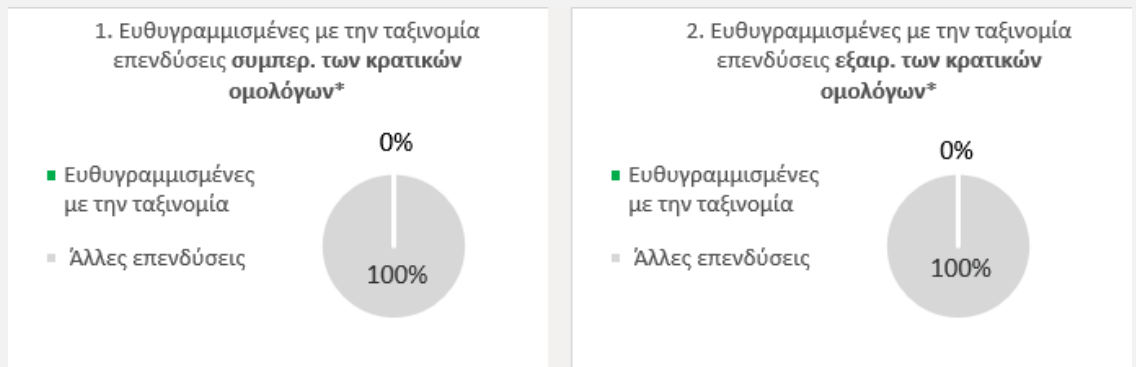 1. Ευθυγραμμισμένες με την ταξινομία
επενδύσεις συμπερ. των κρατικών
ομολόγων*
0%
Ευθυγραμμισμένες
με την ταξινομία
Άλλες επενδύσεις
100%
2. Ευθυγραμμισμένες με την ταξινομία
επενδύσεις εξαιρ. των κρατικών
ομολόγων*
0%
Ευθυγραμμισμένες
με την ταξινομία
Άλλες επενδύσεις
100%